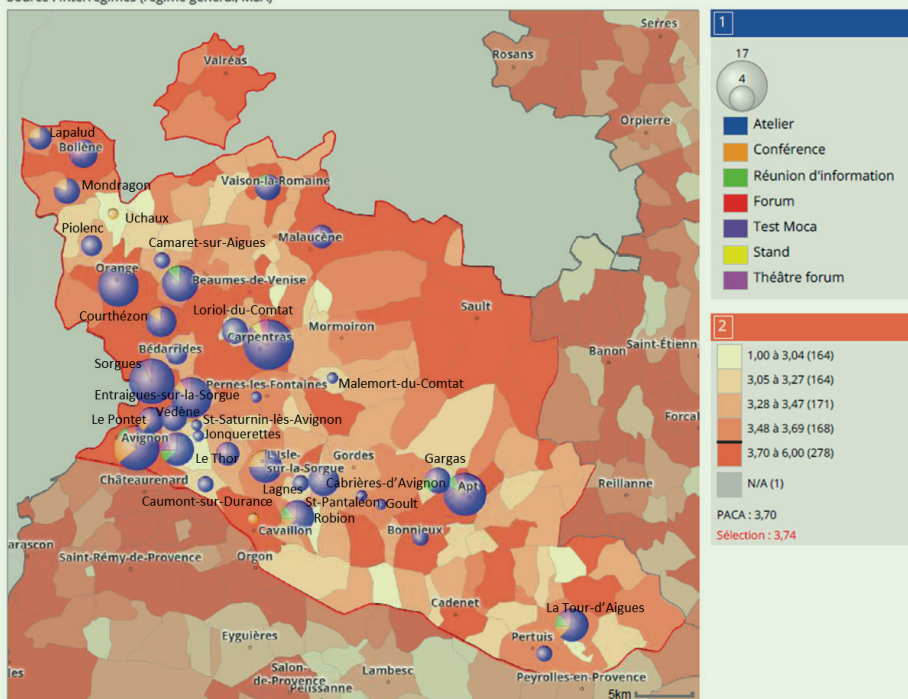 Source : Interrégimes (régime général, MSA)
Serres
Rosans
Valréas
Orpierre
Lapalud
Bollène
Mondragon
Vaison-la-Romaine
Uchaux
Piolenc
Camaret-sur-Aigues
Malaucène
Orange
Beaumes-de-Venise
Sault
Courthézon
Loriol-du-Comtat
Mormoiron
Carpentras
Bédarrides
Banon
Saint-Étienn
Sorgues
Pernes-les-Fontaines
Malemort-du-Comtat
Entraigues-sur-la-Sorgue
Le Pontet
Vedène
St-Saturnin-lès-Avignon
Forcal
Avignon
Jonquerettes
Le Thor
L'Isle-
sur-la-Sorgue
Gordes
Gargas
Châteaurenard
Lagnes
Cabrières-d'Avignon
Apt
Reillanne
Caumont-sur-Durance
St-Pantaléon
Goult
Robion
Cavaillon
Bonnieux
arascon
Saint-Rémy-de-Provence
Orgon
Cadenet
La Tour-d'Aigues
Eyguières
Pertuis
les
Salon-
de-Provence
Pélissanne
Lambesc
Peyrolles-en-Provence
5km
1
17
4
Atelier
Conférence
Réunion d'information
Forum
Test Moca
Stand
Théâtre forum
2
1,00 à 3,04 (164)
3,05 à 3,27 (164)
3,28 à 3,47 (171)
3,48 à 3,69 (168)
3,70 à 6,00 (278)
N/A (1)
PACA : 3,70
Sélection : 3,74